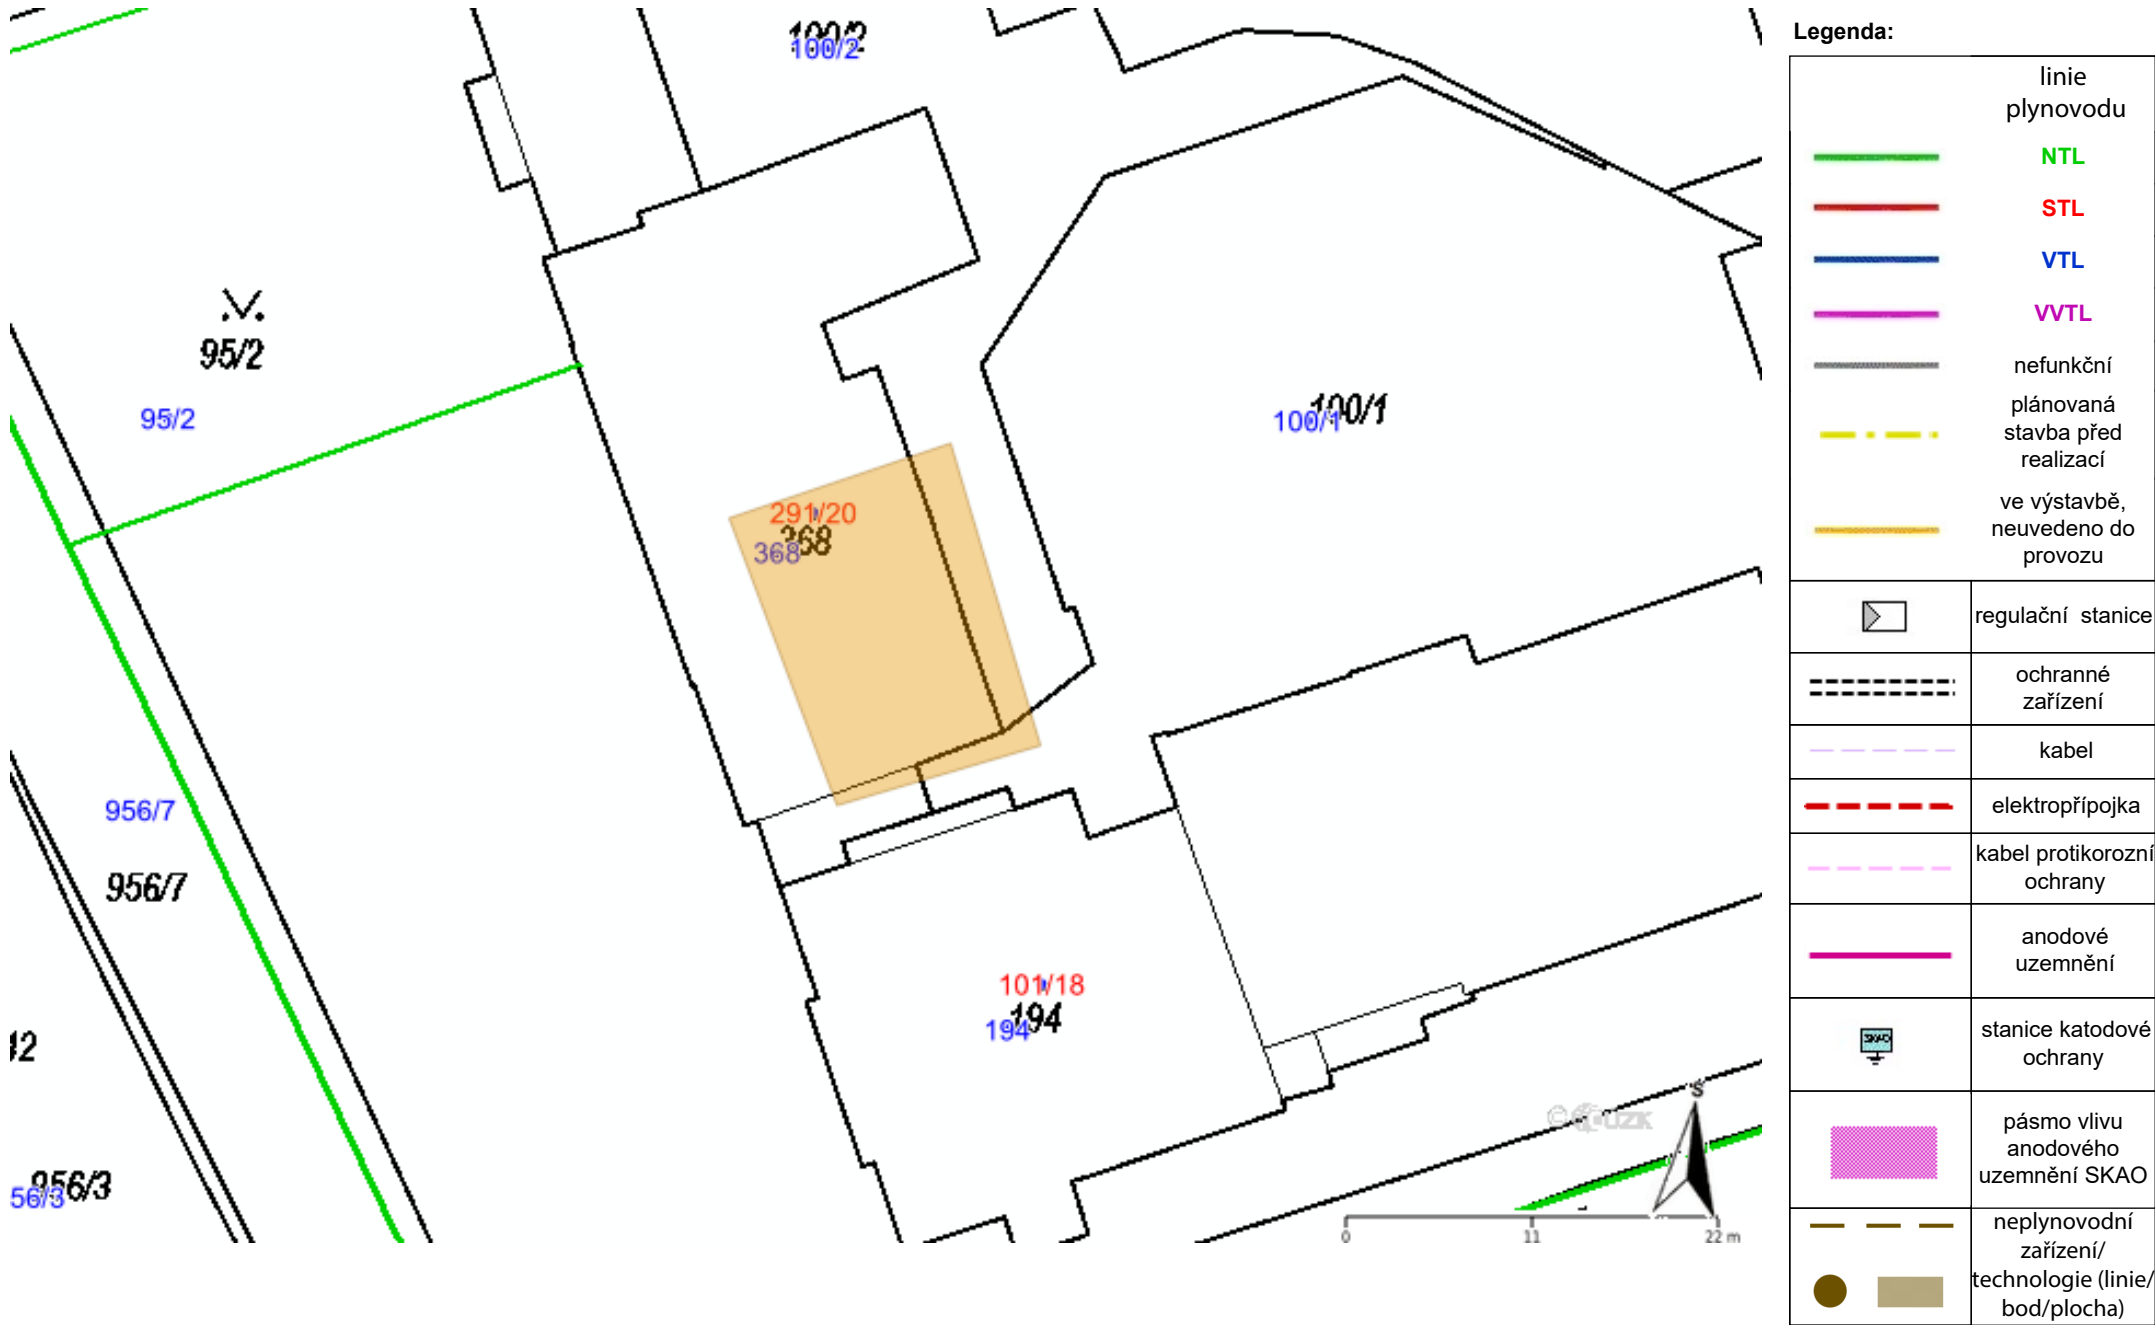 100/2
100/2
95/2
95/2
100/1
100/1
291/20
368
368
956/7
956/7
101/18
194
194
956/3
56/3
S
0
11
22 m
Legenda:
linie
plynovodu
NTL
STL
VTL
VVTL
nefunkční
plánovaná
stavba před
realizací
ve výstavbě,
neuvedeno do
provozu
regulační stanice
ochranné
zařízení
kabel
elektropřípojka
kabel protikorozní
ochrany
anodové
uzemnění
SKAO
stanice katodové
ochrany
pásmo vlivu
anodového
uzemnění SKAO
neplynovodní
zařízení/
technologie (linie/
bod/plocha)